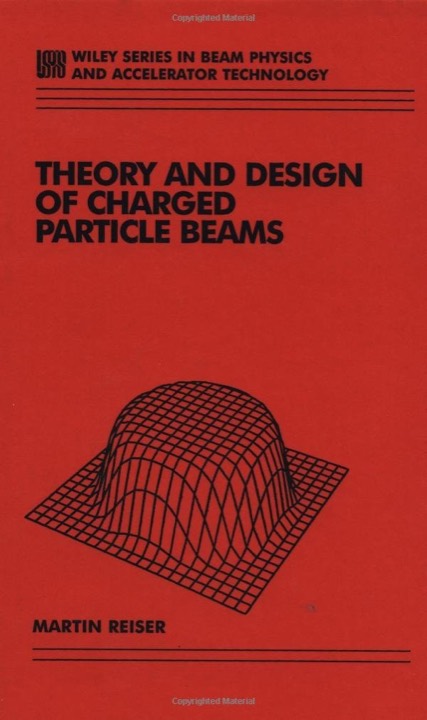 Copyrighted Material
WILEY SERIES IN BEAM PHYSICS
AND ACCELERATOR TECHNOLOGY
THEORY AND DESIGN
OF CHARGED
PARTICLE BEAMS
MARTIN REISER
Copyrighted Material